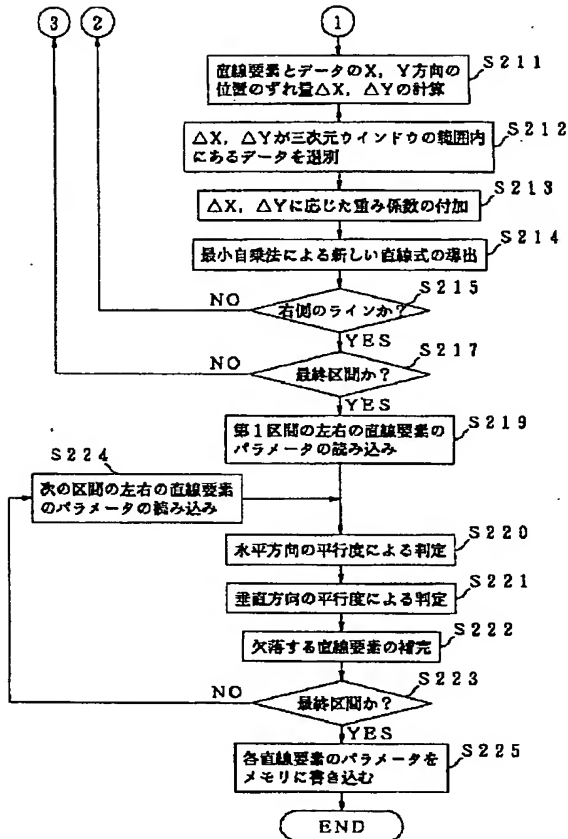 3
2
1
S211
直線要素とデータのX,Y方向の
位置のずれ量△X,△Yの計算
S212
△X,△Yが三次元ウインドウの範囲内
にあるデータを選別
S213
△X,△Yに応じた重み係数の付加
S214
最小自乗法による新しい直線式の導出
S215
NO
右側のラインか?
YES
S217
NO
最終区間か?
YES
S219
第1区間の左右の直線要素の
パラメータの読み込み
S224
次の区間の左右の直線要素
のパラメータの読み込み
S220
水平方向の平行度による判定
S221
垂直方向の平行度による判定
S222
欠落する直線要素の補完
S223
NO
最終区間か?
YES
S225
各直線要素のパラメータを
メモリに書き込む
END